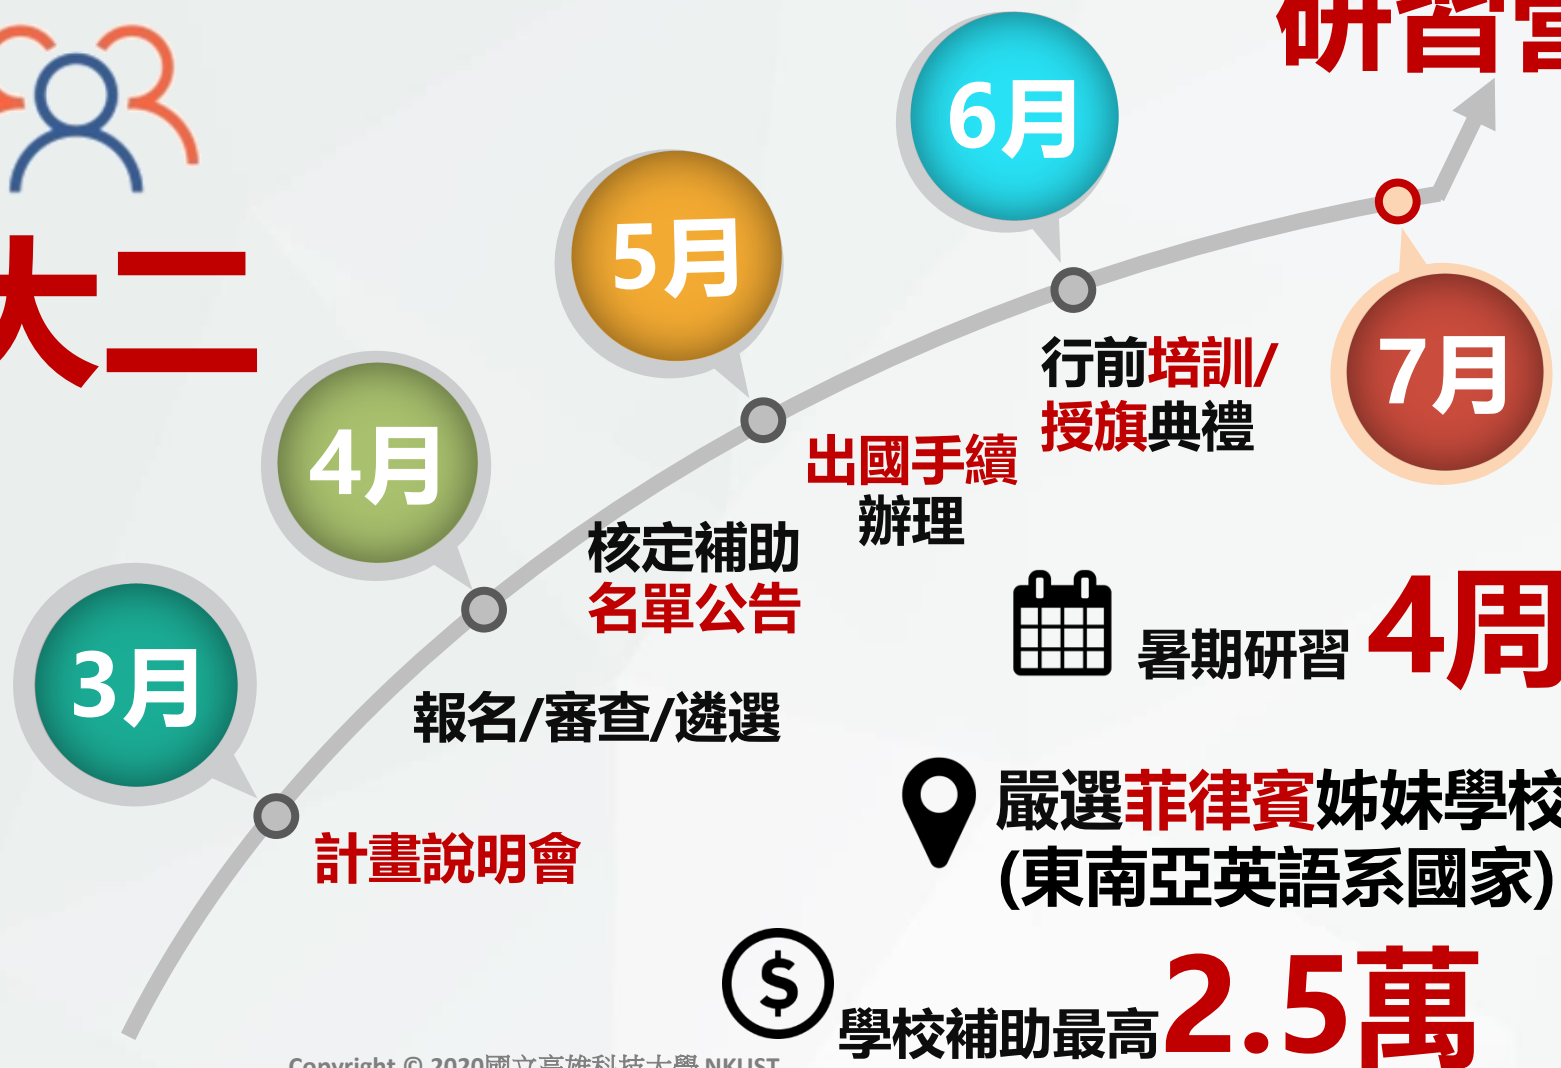 研習營
6月
5月
大二
行前培訓/
授旗典禮
7月
4月
出國手續
辦理
核定補助
名單公告
暑期研習 4周
3月
報名/審查/遴選
嚴選菲律賓姊妹學校
(東南亞英語系國家)
計畫說明會
$
學校補助最高2.5萬
Copyright © 2020國立高雄科技大學 NKUST